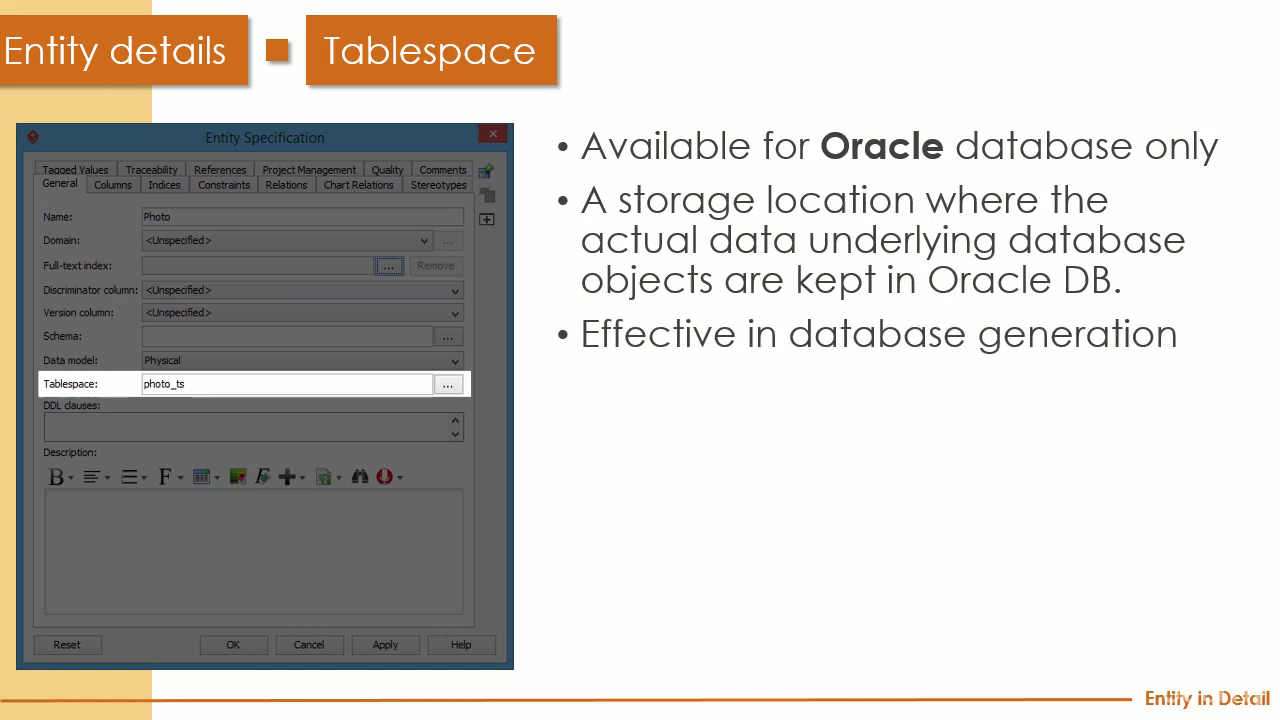 Entity details
Tablespace
Entity Specification
Tagged Values Traceability References Project Management Quality Comments
General Columns Indices Constraints Relations Chart Relations Stereotypes
Name: Photo
Domain: <Unspecified> ...
Full-text index: ... Remove
Discriminator column: <Unspecified>
Version column: <Unspecified>
Schema: ...
Data model: Physical
Tablespace: photo_ts ...
DDL clauses:
Description:
B F F
Reset OK Cancel Apply Help
• Available for Oracle database only
• A storage location where the
actual data underlying database
objects are kept in Oracle DB.
• Effective in database generation
Entity in Detail